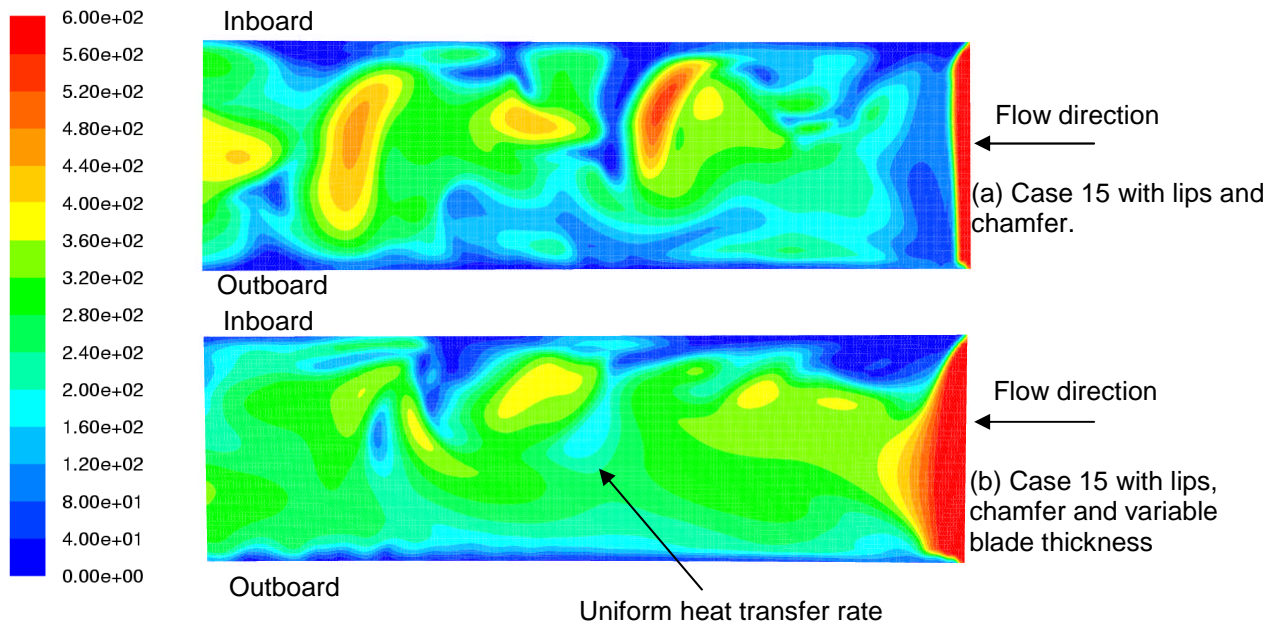 6.00e+02
5.60e+02
5.20e+02
4.80e+02
4.40e+02
4.00e+02
3.60e+02
3.20e+02
2.80e+02
2.40e+02
2.00e+02
1.60e+02
1.20e+02
8.00e+01
4.00e+01
0.00e+00
Inboard
Flow direction
(a) Case 15 with lips and
chamfer.
Outboard
Inboard
Flow direction
(b) Case 15 with lips,
chamfer and variable
blade thickness
Outboard
Uniform heat transfer rate